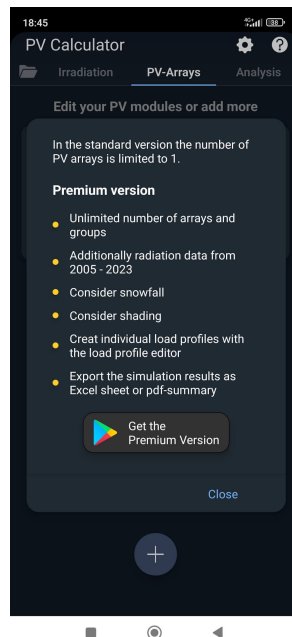 18:45
4G 38
PV Calculator
Irradiation PV-Arrays Analysis
Edit your PV modules or add more
In the standard version the number of
PV arrays is limited to 1.
Premium version
Unlimited number of arrays and
groups
Additionally radiation data from
2005 - 2023
Consider snowfall
Consider shading
Creat individual load profiles with
the load profile editor
Export the simulation results as
Excel sheet or pdf-summary
Get the
Premium Version
Close